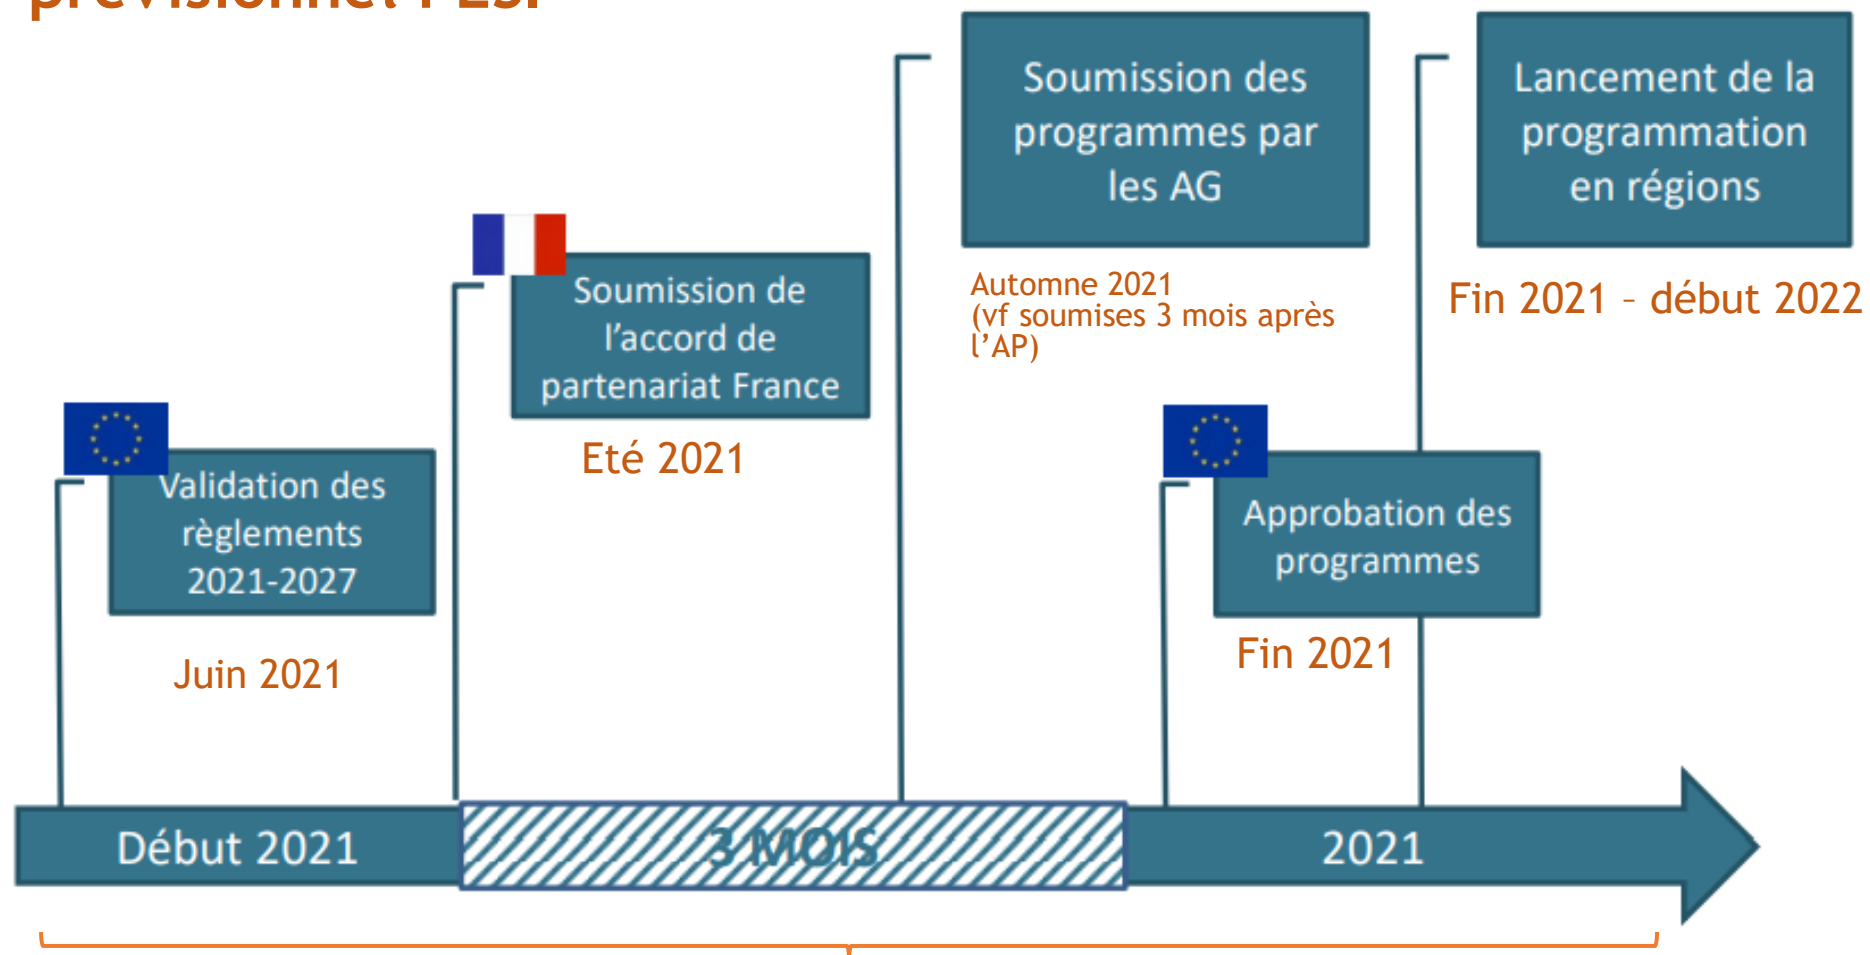 prévisionnel FESI
Soumission des
programmes par
les AG
Lancement de la
programmation
en régions
Automne 2021
(vf soumises 3 mois après
l'AP)
Fin 2021 – début 2022
Soumission de
l'accord de
partenariat France
Eté 2021
Validation des
règlements
2021-2027
Juin 2021
Approbation des
programmes
Fin 2021
Début 2021
3 MOIS
2021